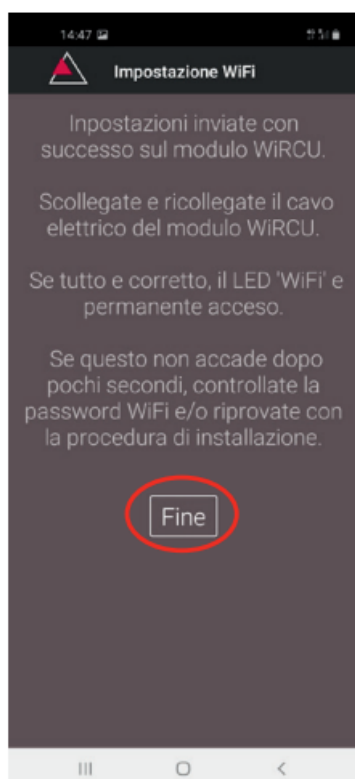 14:47
Impostazione WiFi
Inpostazioni inviate con
successo sul modulo WiRCU.
Scollegate e ricollegate il cavo
elettrico del modulo WiRCU.
Se tutto e corretto, il LED 'WiFi' e
permanente acceso.
Se questo non accade dopo
pochi secondi, controllate la
password WiFi e/o riprovate con
la procedura di installazione.
Fine